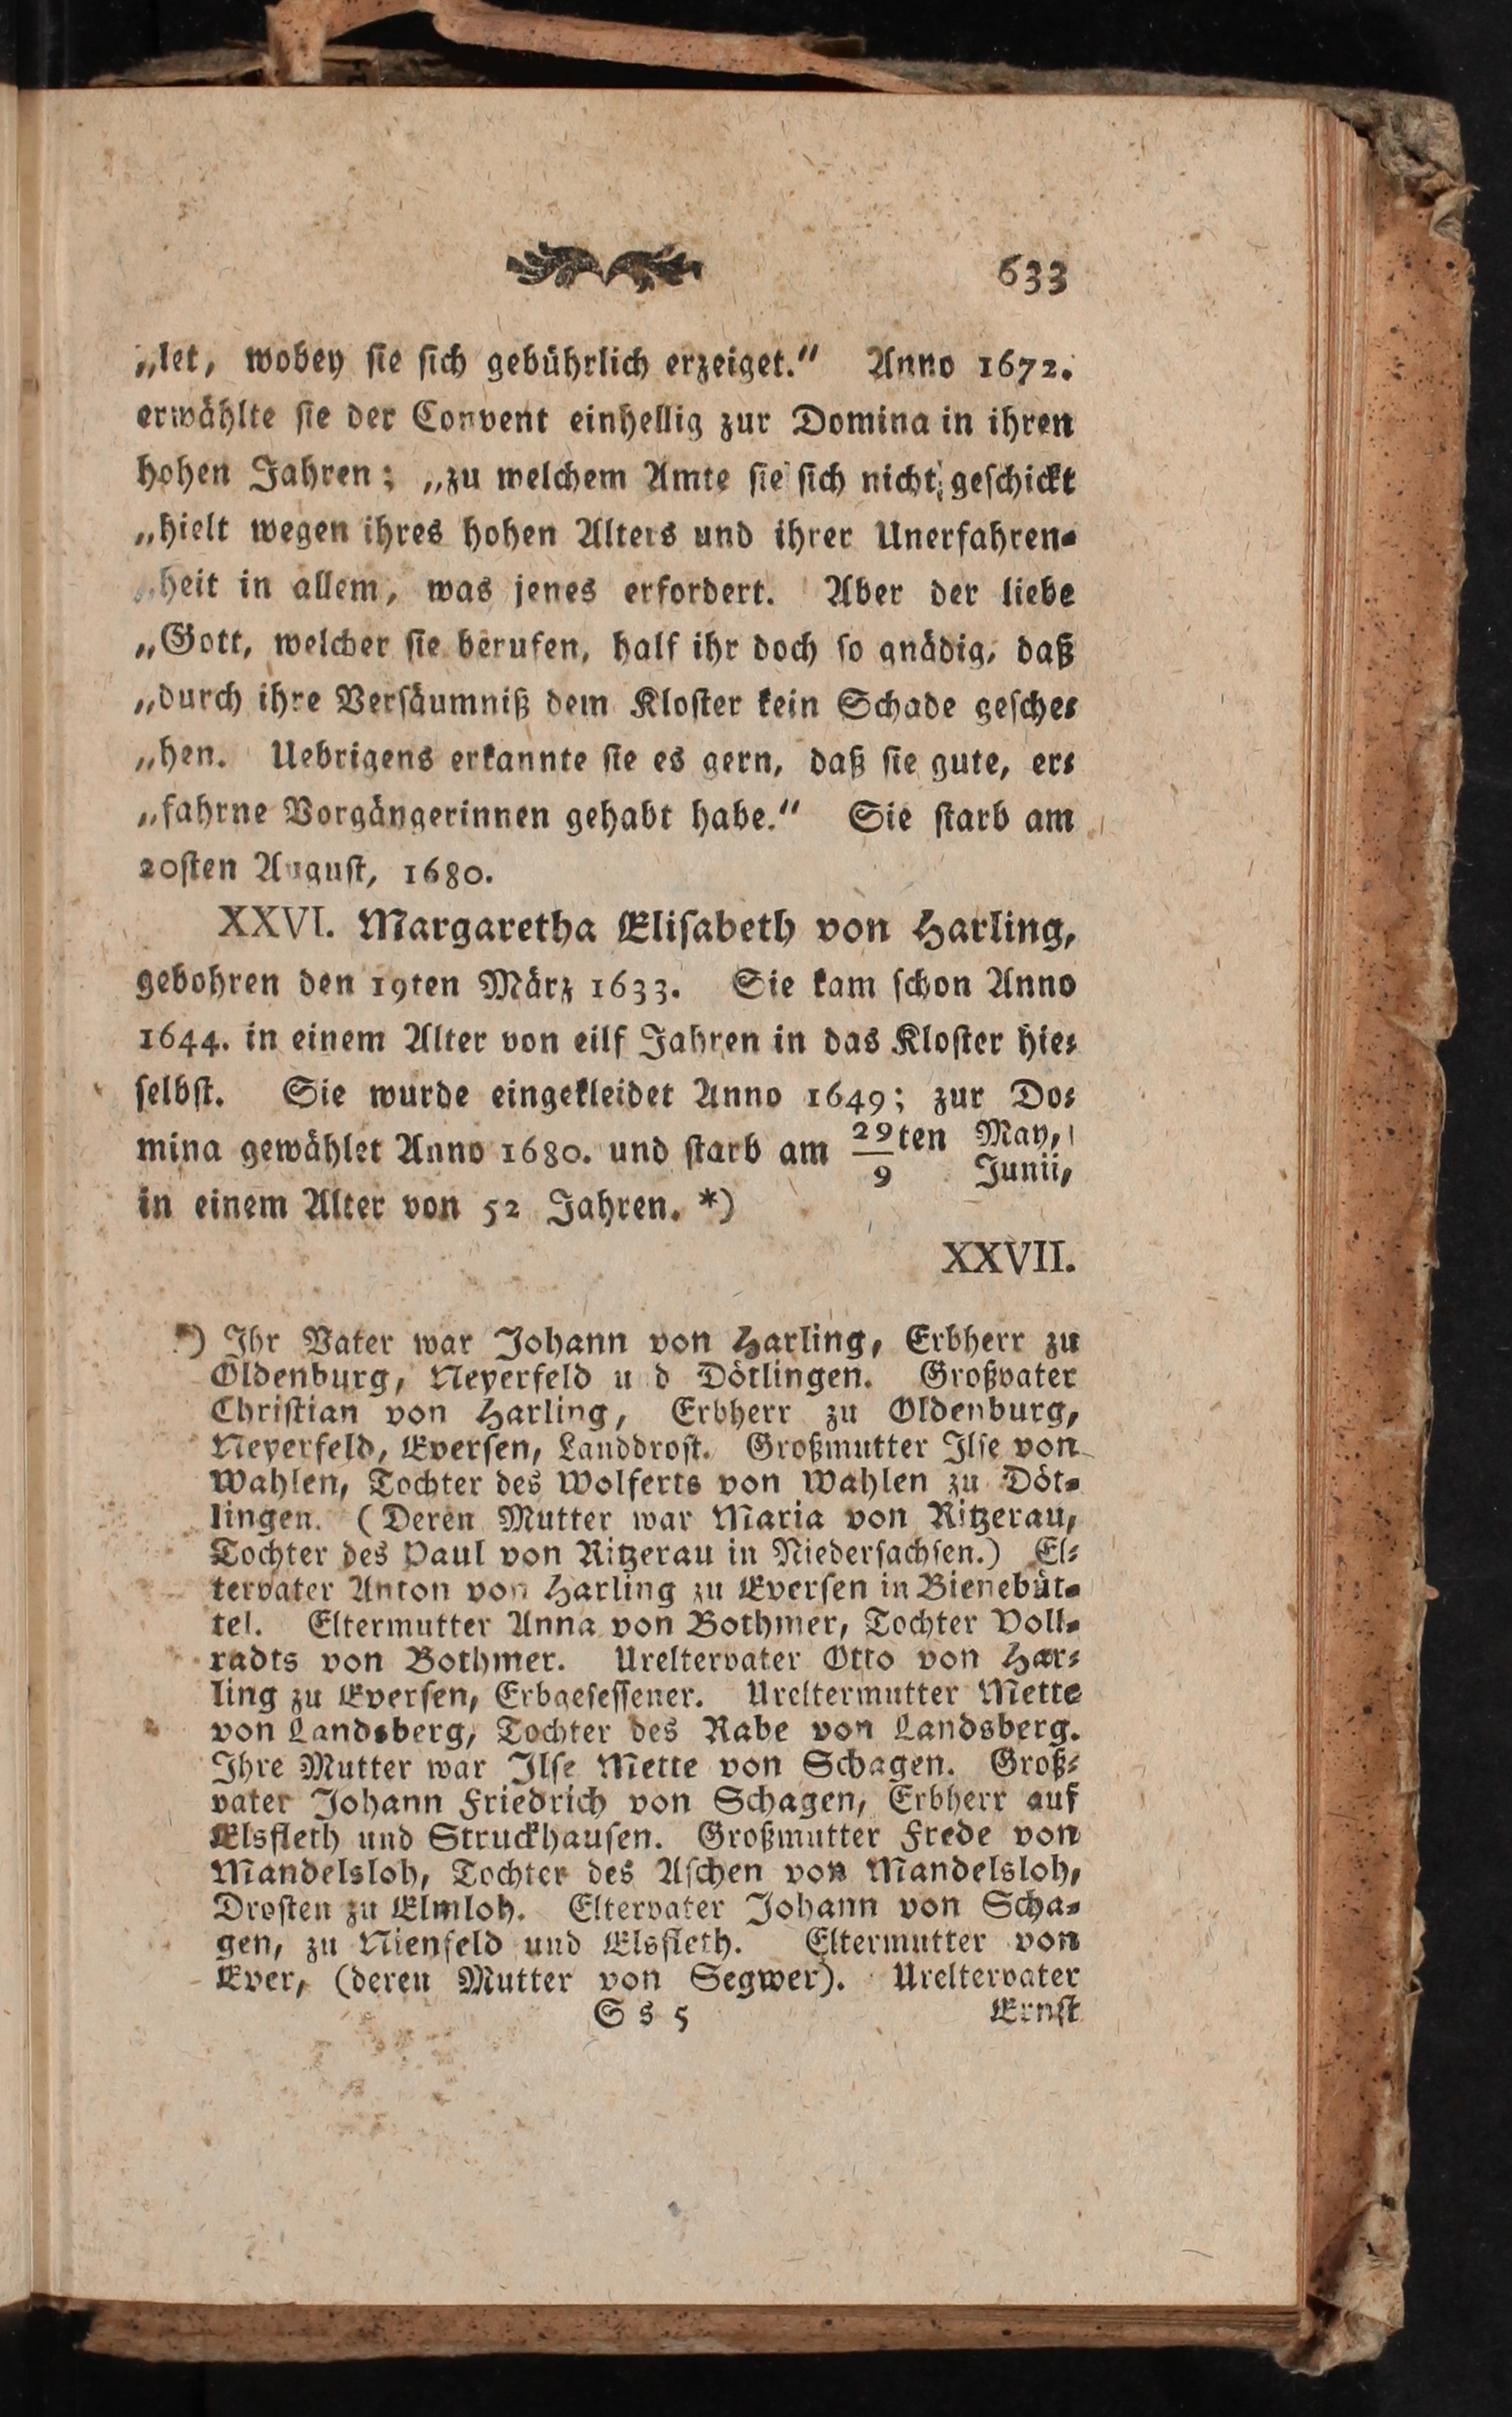 633
„let, wobey sie sich gebührlich erzeiget.“ Anno 1672.
erwählte sie der Convent einhellig zur Domina in ihren
hohen Jahren; „zu welchem Amte sie sich nicht geschickt
„hielt wegen ihres hohen Alters und ihrer Unerfahren-
„heit in allem, was jenes erfordert. Aber der liebe
„Gott, welcher sie berufen, half ihr doch so gnädig, daß
„durch ihre Versäumniß dem Kloster kein Schade gesche-
„hen. Uebrigens erkannte sie es gern, daß sie gute, er-
„fahrne Vorgängerinnen gehabt habe.“ Sie starb am
20sten August, 1680.
XXVI. Margaretha Elisabeth von Harling,
gebohren den 19ten März 1633. Sie kam schon Anno
1644. in einem Alter von eilf Jahren in das Kloster hie-
selbst. Sie wurde eingekleidet Anno 1649; zur Do-
mina gewählet Anno 1680. und starb am 29/9ten May, Junii,
in einem Alter von 52 Jahren. *)
XXVII.
*) Ihr Vater war Johann von Harling, Erbherr zu
Oldenburg, Neyerfeld u d Dötlingen. Großvater
Christian von Harling, Erbherr zu Oldenburg,
Neyerfeld, Eversen, Landdrost. Großmutter Ilse von
Wahlen, Tochter des Wolferts von Wahlen zu Döt-
lingen. (Deren Mutter war Maria von Ritzerau,
Tochter des Paul von Ritzerau in Niedersachsen.) El-
tervater Anton von Harling zu Eversen in Bienebüt-
tel. Eltermutter Anna von Bothmer, Tochter Voll-
radts von Bothmer. Ureltervater Otto von Har-
ling zu Eversen, Erbgesessener. Ureltermutter Mette
von Landsberg, Tochter des Rabe von Landsberg.
Ihre Mutter war Ilse Mette von Schagen. Groß-
vater Johann Friedrich von Schagen, Erbherr auf
Elsfleth und Struckhausen. Großmutter Frede von
Mandelsloh, Tochter des Aschen von Mandelsloh,
Drosten zu Elmloh. Eltervater Johann von Scha-
gen, zu Nienfeld und Elsfleth. Eltermutter von
Ever, (deren Mutter von Segwer). Ureltervater
S s 5 Ernst